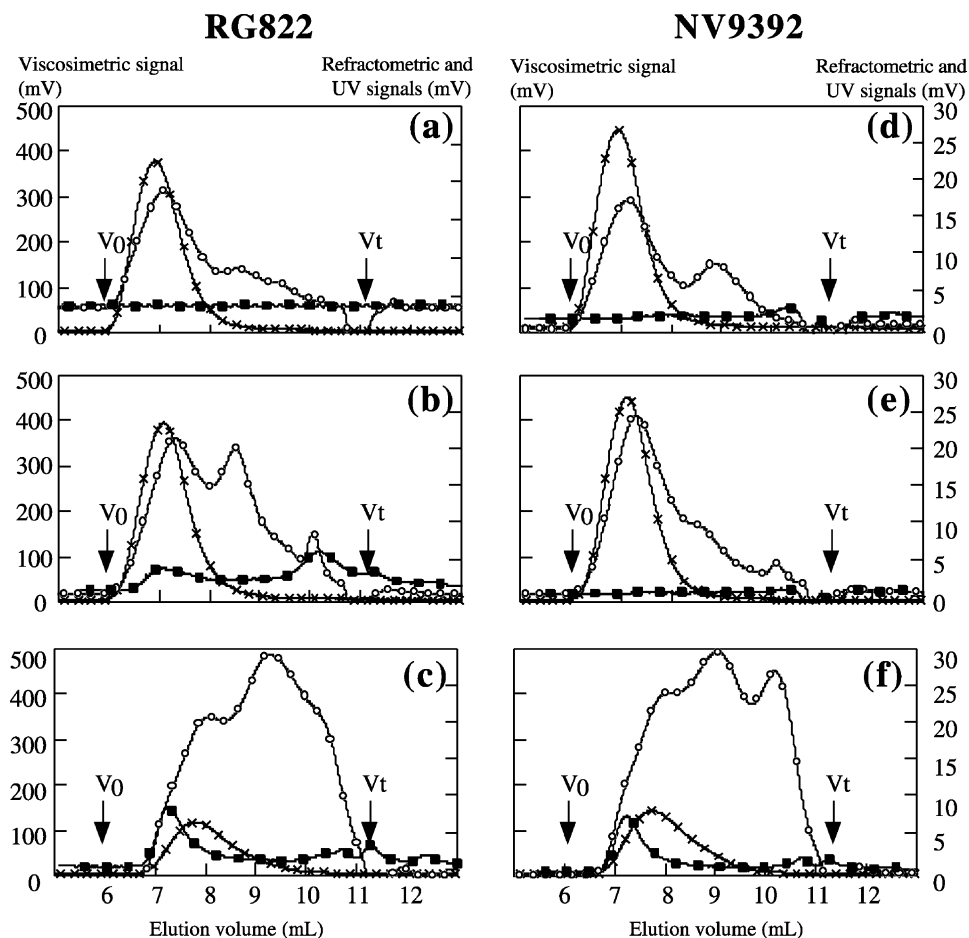 RG822
NV9392
Viscosimetric signal
(mV)
Refractometric and
UV signals (mV)
Viscosimetric signal
(mV)
Refractometric and
UV signals (mV)
500
400
300
200
100
0
(a)
V0
Vt
(d)
V0
Vt
30
25
20
15
10
5
0
500
400
300
200
100
0
(b)
V0
Vt
(e)
V0
Vt
30
25
20
15
10
5
0
500
400
300
200
100
0
(c)
V0
Vt
(f)
V0
Vt
30
25
20
15
10
5
0
6 7 8 9 10 11 12
6 7 8 9 10 11 12
Elution volume (mL)
Elution volume (mL)